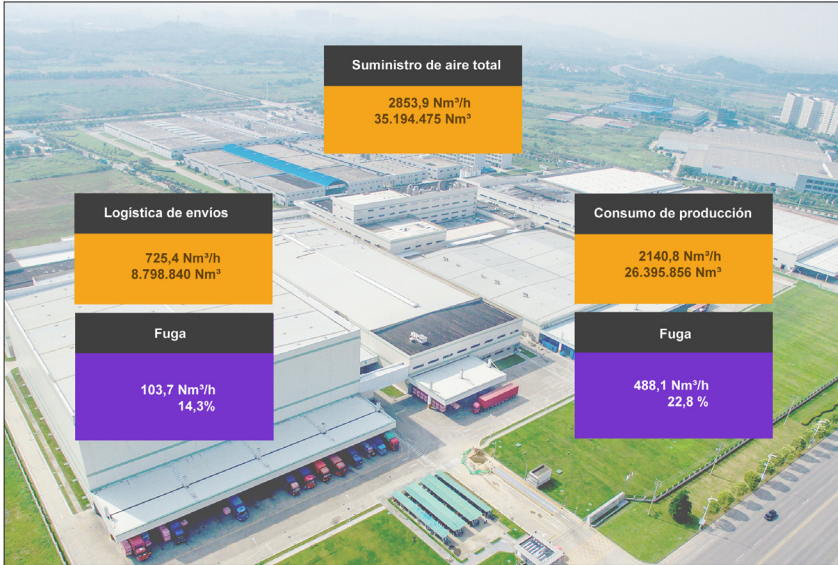 Suministro de aire total
2853,9 Nm³/h
35.194.475 Nm³
Logística de envíos
725,4 Nm³/h
8.798.840 Nm³
Fuga
103,7 Nm³/h
14,3%
Consumo de producción
2140,8 Nm³/h
26.395.856 Nm³
Fuga
488,1 Nm³/h
22,8 %